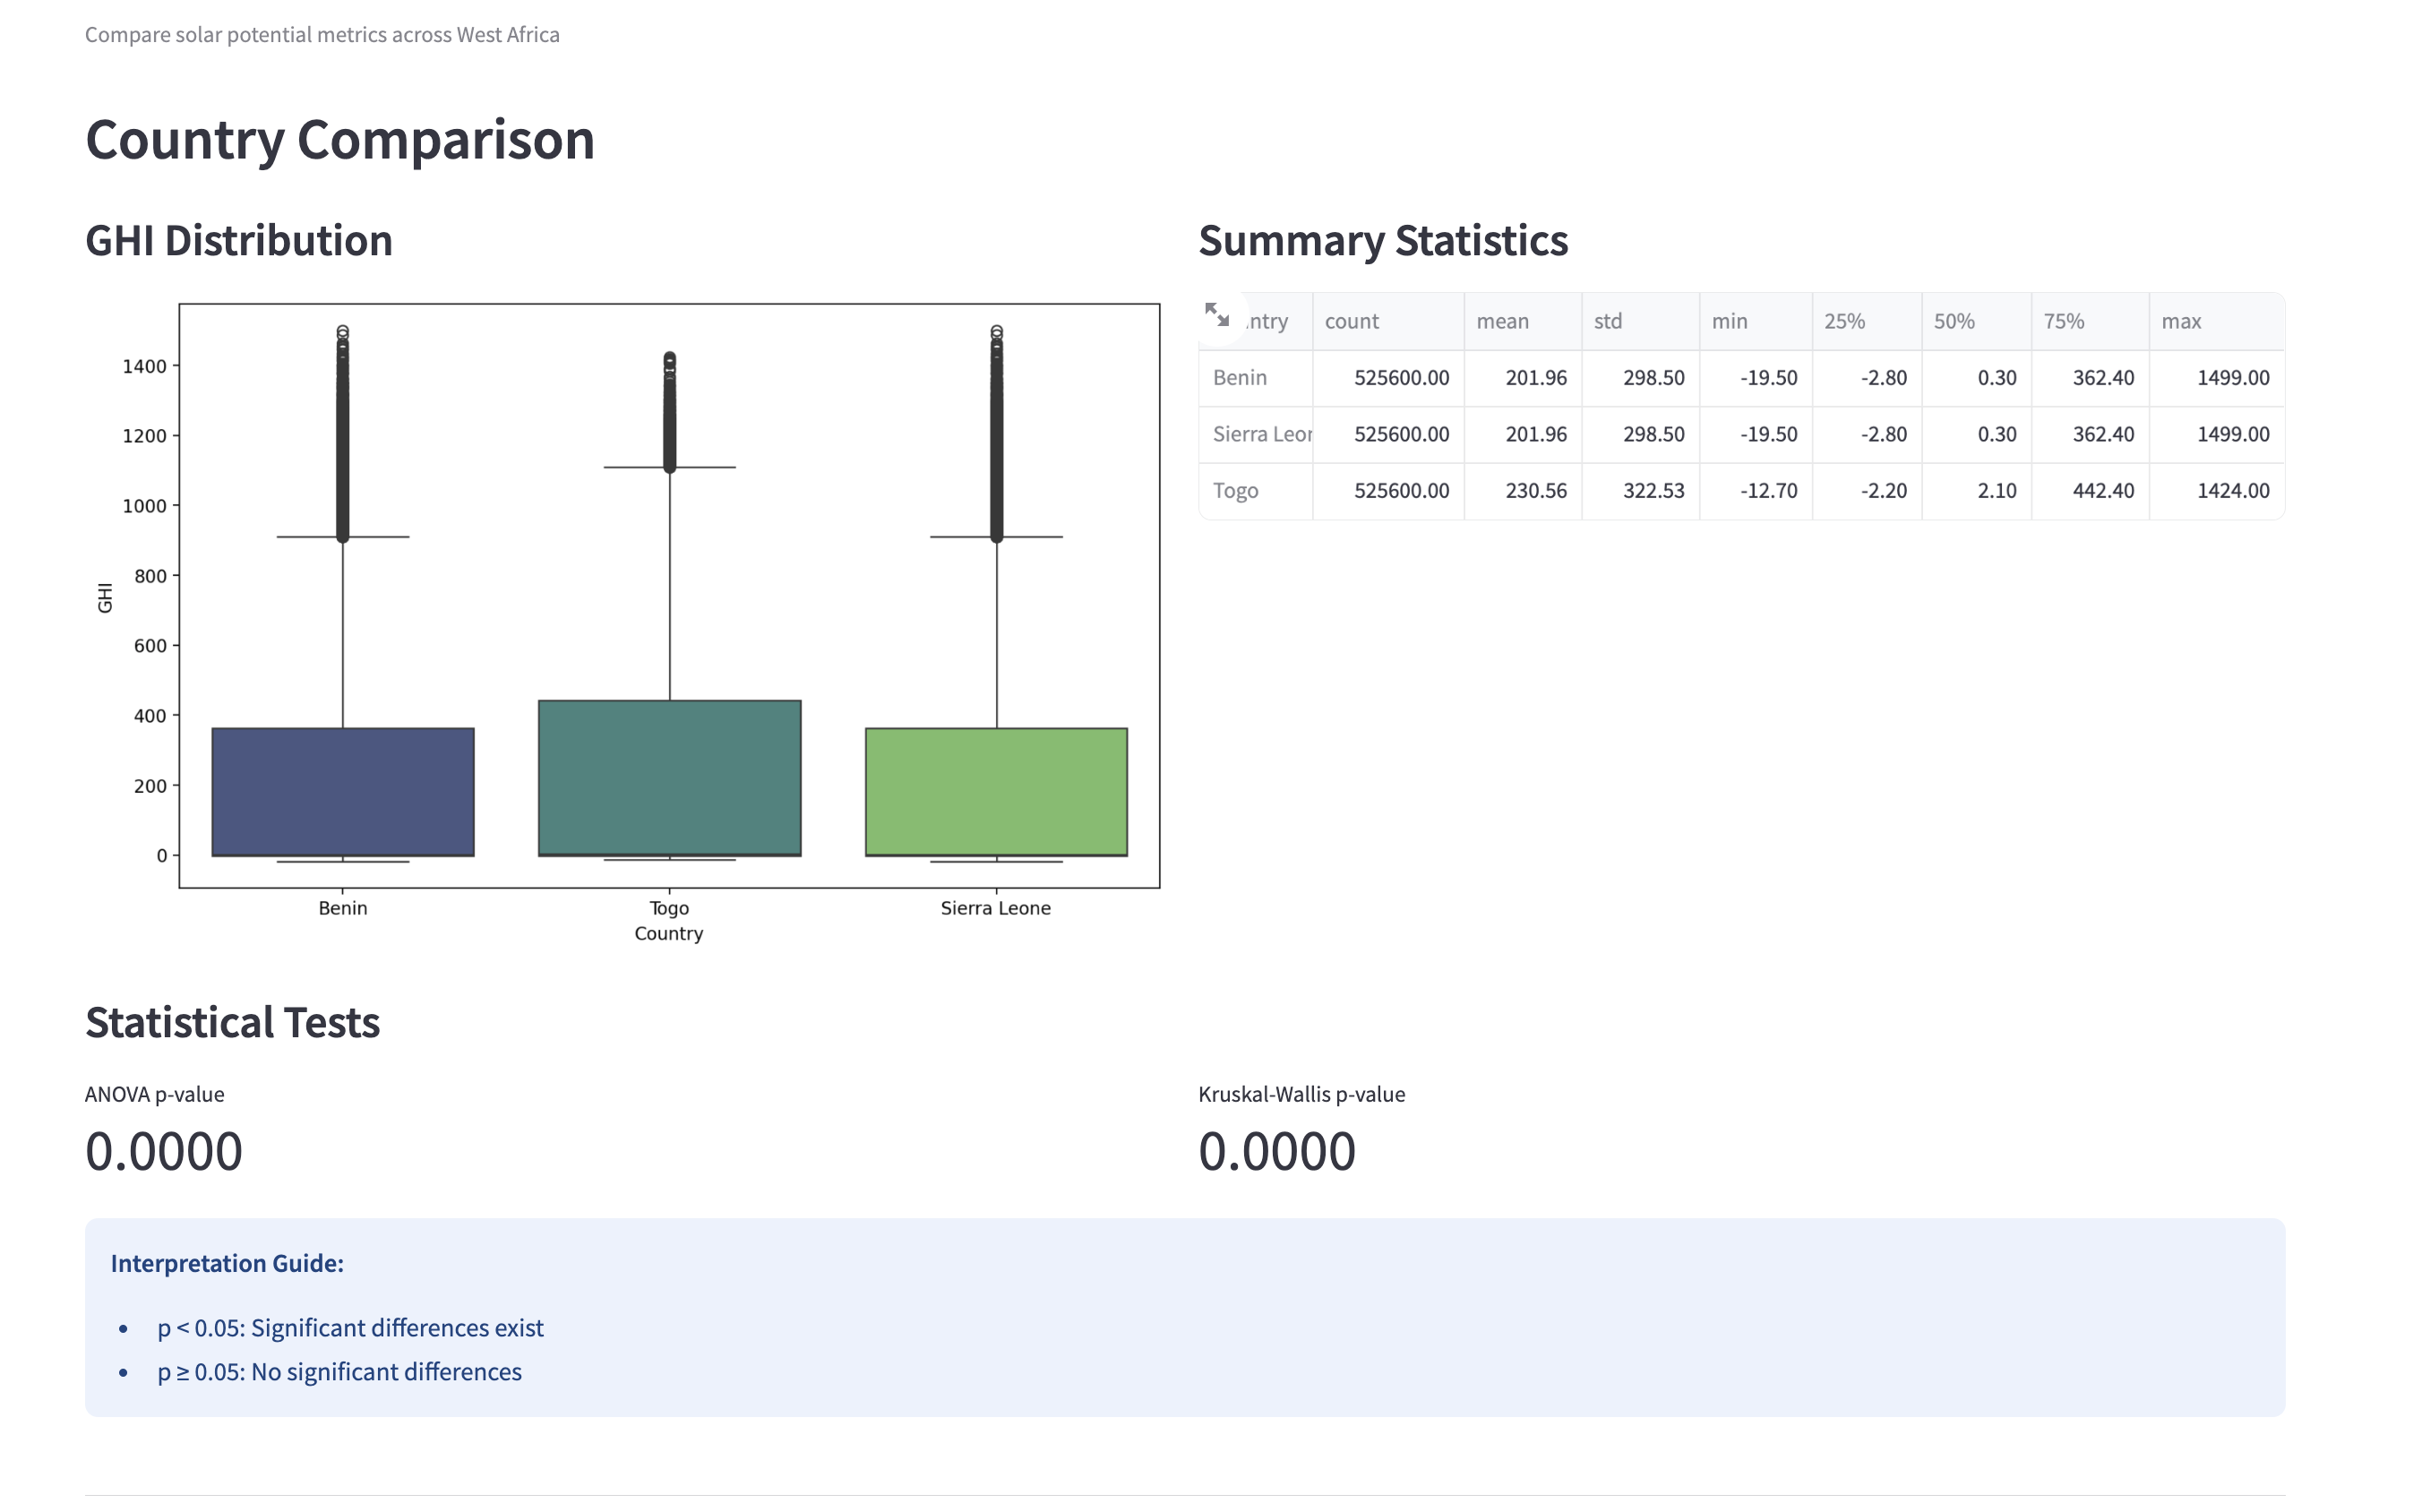 Compare solar potential metrics across West Africa
Country Comparison
GHI Distribution
1400
1200
1000
800
600
400
200
0
GHI
Benin
Togo
Sierra Leone
Country
Summary Statistics
ntry count mean std min 25% 50% 75% max
Benin 525600.00 201.96 298.50 -19.50 -2.80 0.30 362.40 1499.00
Sierra Leor 525600.00 201.96 298.50 -19.50 -2.80 0.30 362.40 1499.00
Togo 525600.00 230.56 322.53 -12.70 -2.20 2.10 442.40 1424.00
Statistical Tests
ANOVA p-value
0.0000
Kruskal-Wallis p-value
0.0000
Interpretation Guide:
• p < 0.05: Significant differences exist
• p ≥ 0.05: No significant differences